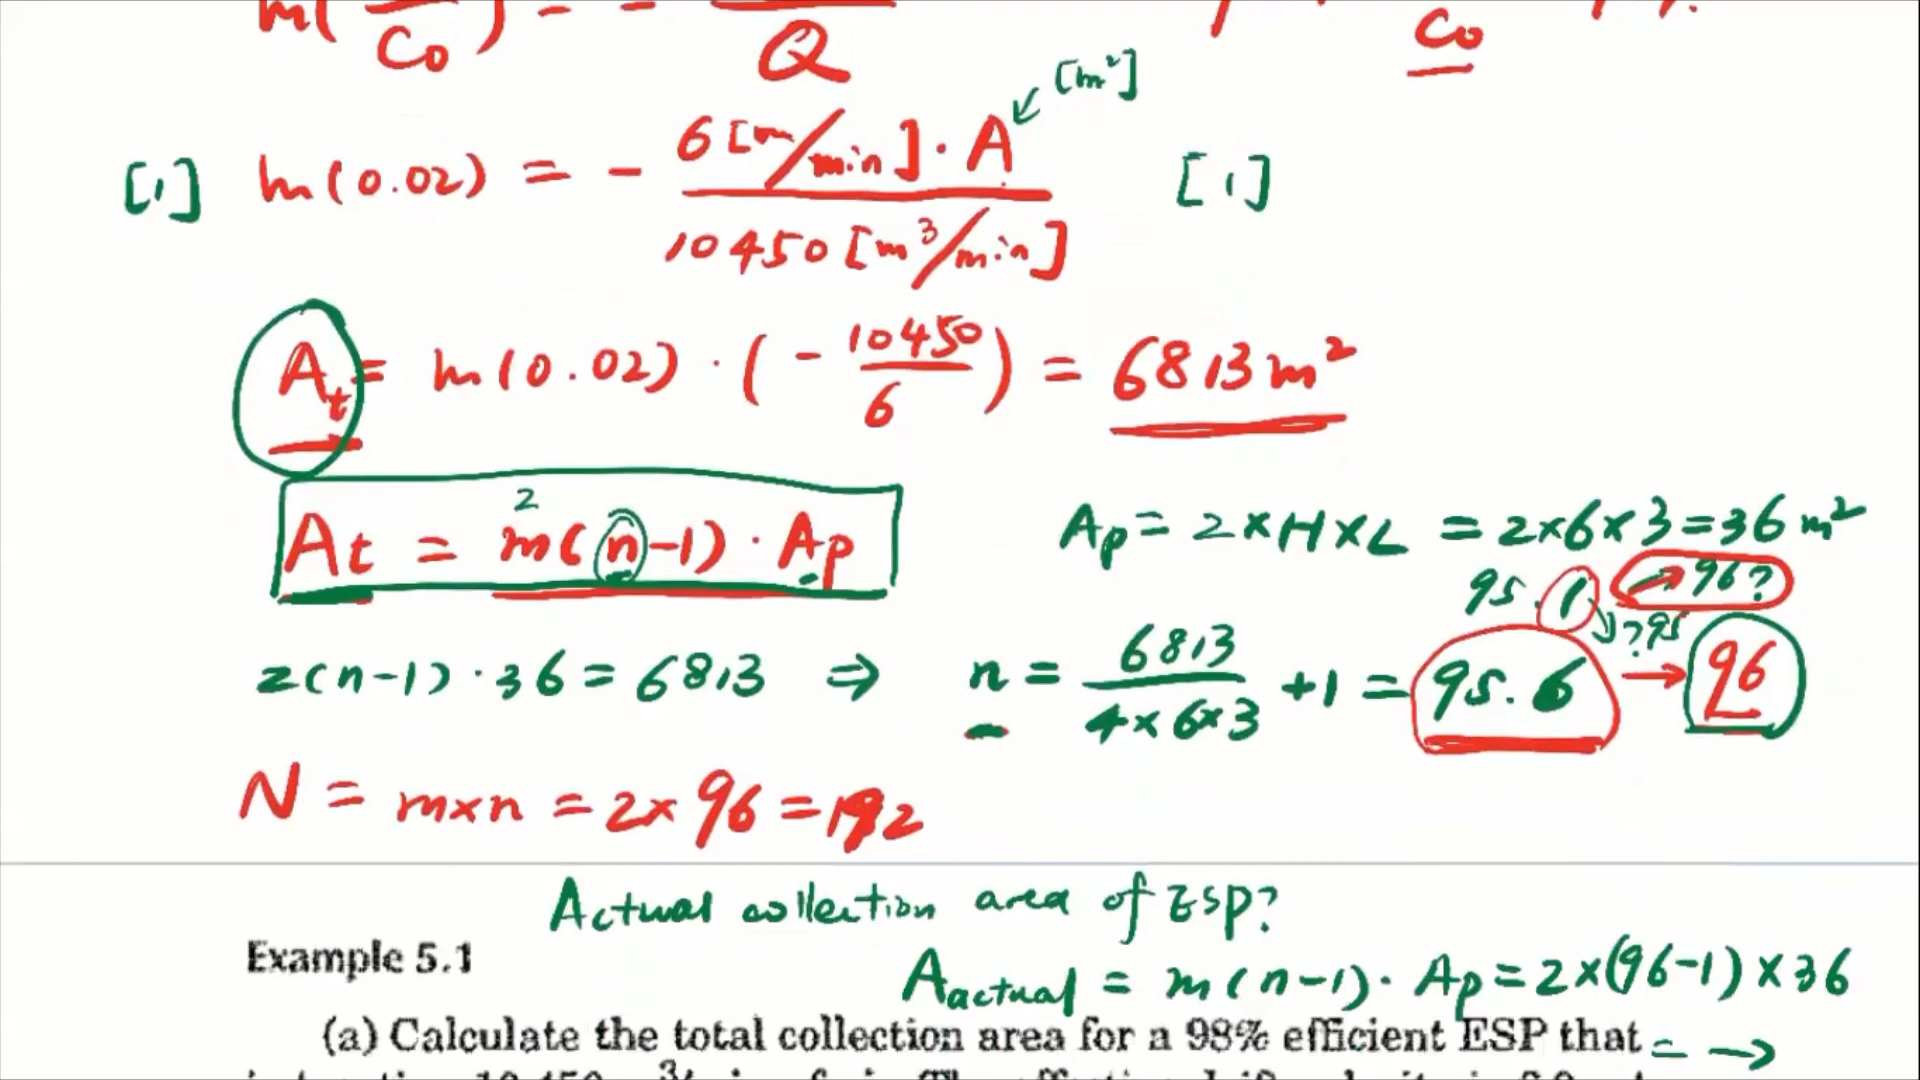 ln(   /C0) = -   /Q   C0
[m²]
[1] ln(0.02) = - 6 [m/min] · A / 10450 [m³/min] [1]
At = ln(0.02) · (- 10450/6) = 6813 m²
2
At = m(n-1) · Ap
Ap = 2×H×L = 2×6×3 = 36 m²
95.1 → 96?
? 95
2(n-1) · 36 = 6813 ⇒ n = 6813/4×6×3 +1 = 95.6 → 96
N = m×n = 2×96 = 192
Actual collection area of ESP?
Example 5.1
Aactual = m(n-1) · Ap = 2×(96-1)×36
(a) Calculate the total collection area for a 98% efficient ESP that = →